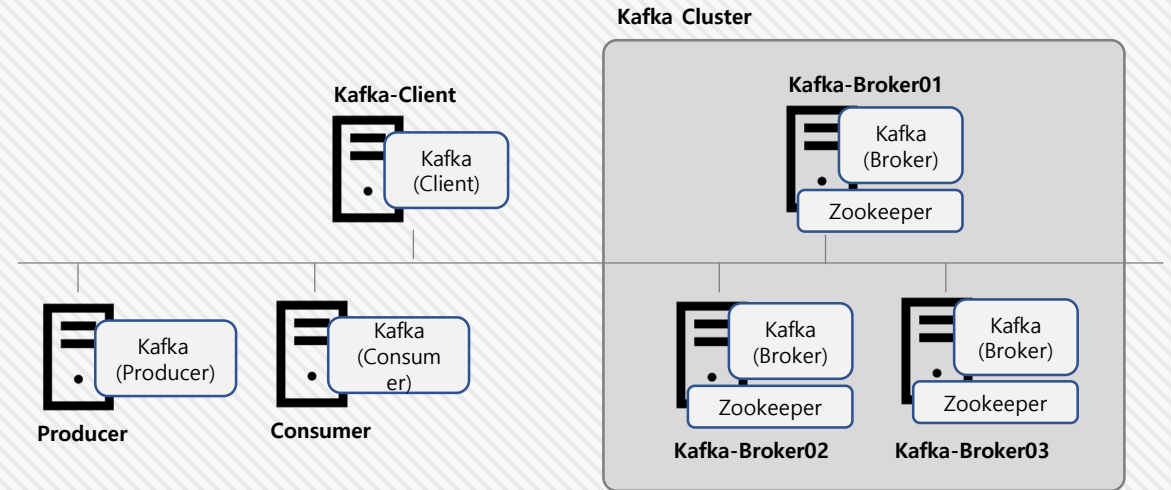 Kafka Cluster
Kafka-Client
Kafka
(Client)
Kafka-Broker01
Kafka
(Broker)
Zookeeper
Kafka
(Producer)
Producer
Kafka
(Consum
er)
Consumer
Kafka
(Broker)
Zookeeper
Kafka-Broker02
Kafka
(Broker)
Zookeeper
Kafka-Broker03